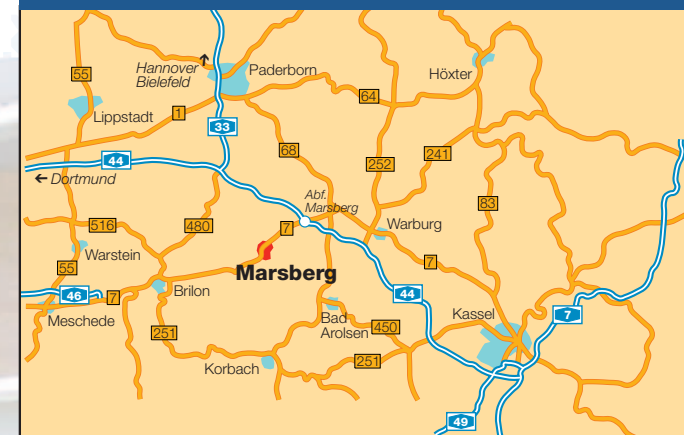 Hannover
Bielefeld
Paderborn
Höxter
55
64
Lippstadt
1
33
68
241
44
252
Dortmund
Abf.
Marsberg
83
516
480
7
Warburg
Warstein
Marsberg
7
55
46
7
Brilon
44
Kassel
7
Meschede
Bad
Arolsen
450
251
Korbach
251
49